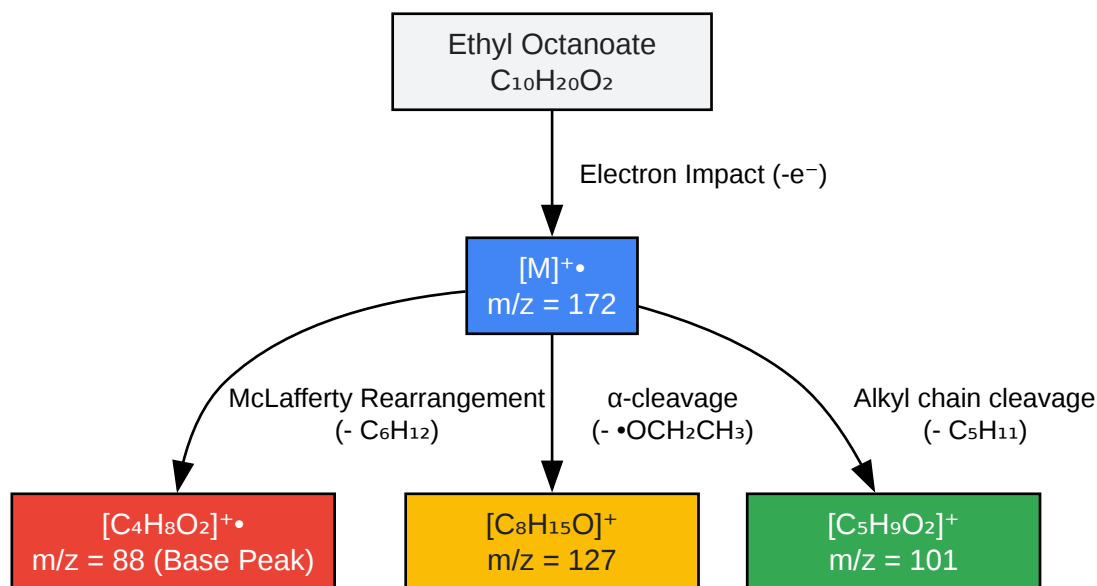 Ethyl Octanoate
C₁₀H₂₀O₂
Electron Impact (-e⁻)
[M]⁺•
m/z = 172
McLafferty Rearrangement
(- C₆H₁₂)
α-cleavage
(- •OCH₂CH₃)
Alkyl chain cleavage
(- C₅H₁₁)
[C₄H₈O₂]⁺•
m/z = 88 (Base Peak)
[C₈H₁₅O]⁺
m/z = 127
[C₅H₉O₂]⁺
m/z = 101